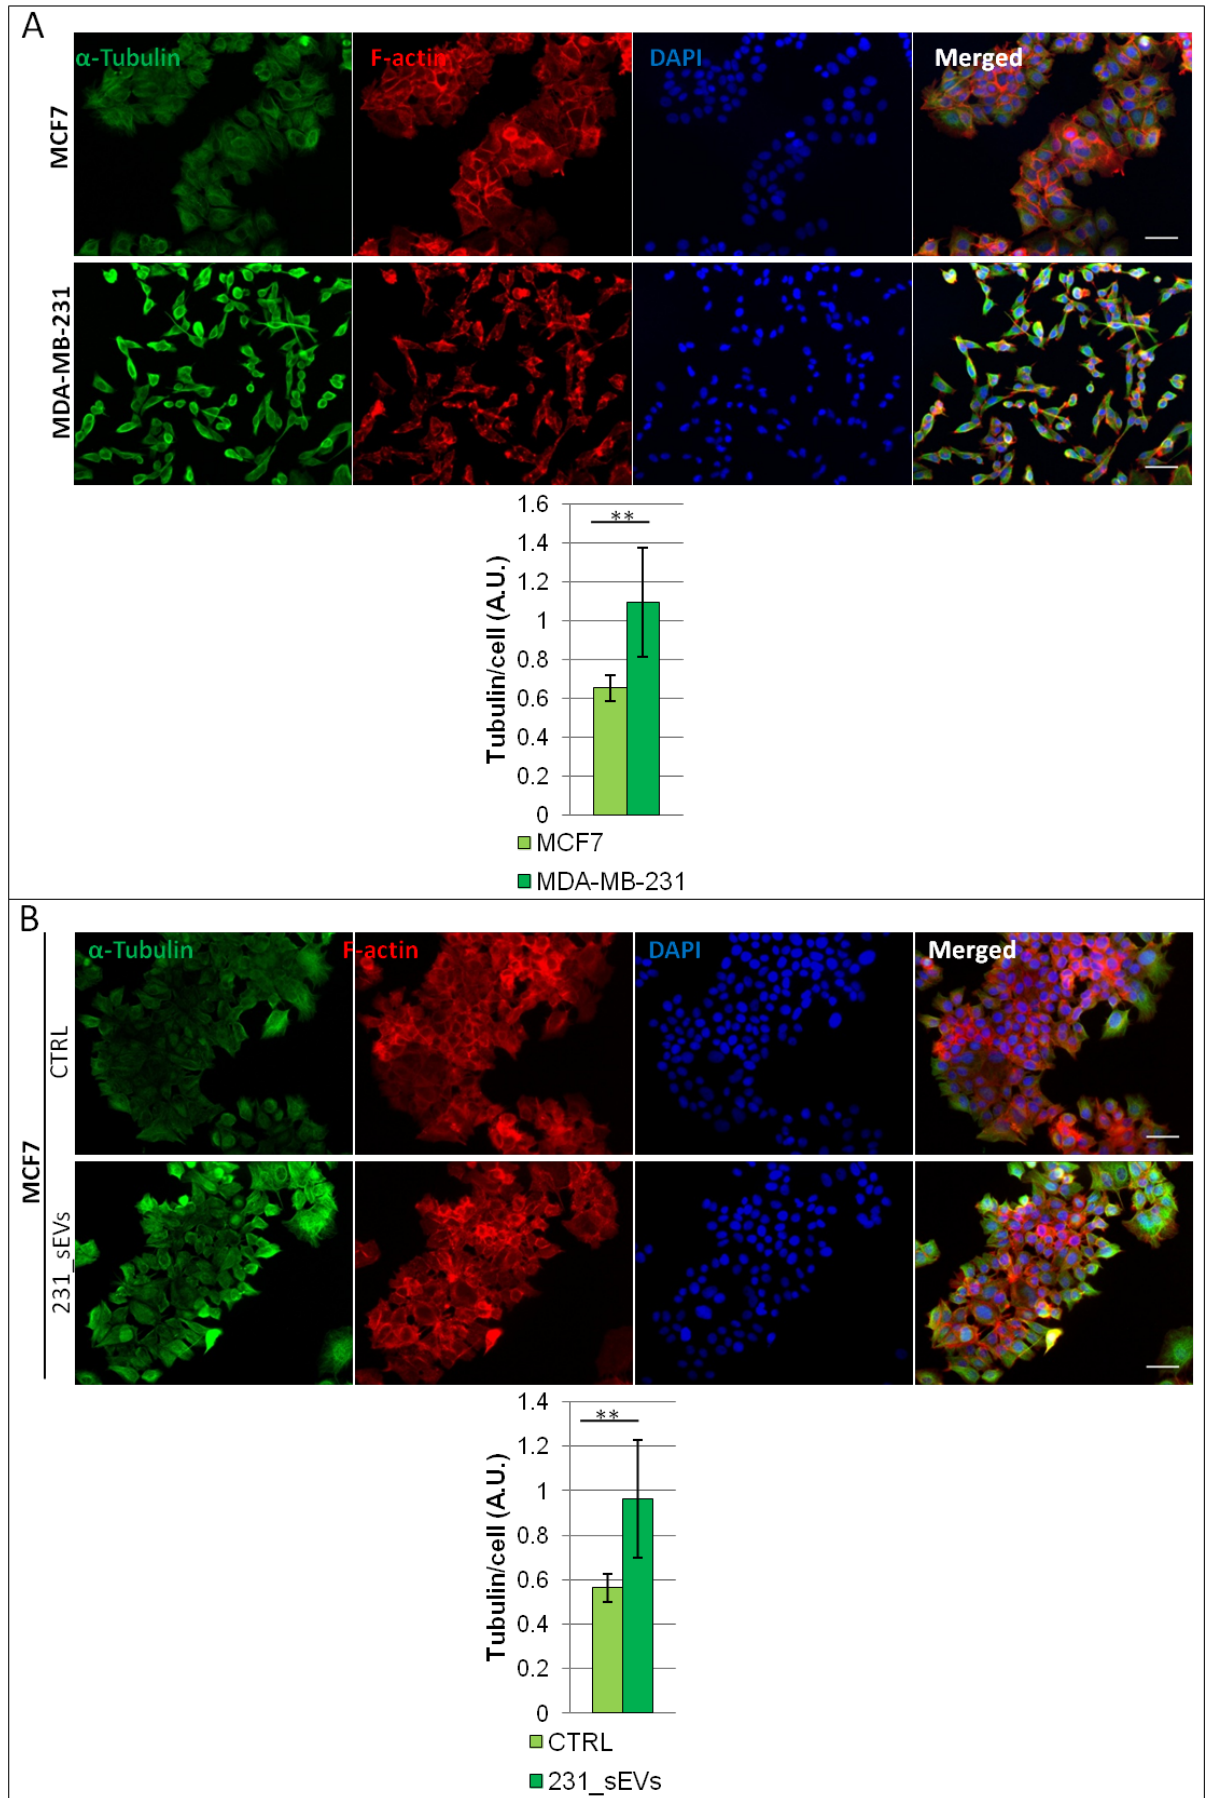 A
α-Tubulin F-actin DAPI Merged
MCF7
MDA-MB-231
1.6
1.4
1.2
1
0.8
0.6
0.4
0.2
0
Tubulin/cell (A.U.)
**
MCF7
MDA-MB-231
B
α-Tubulin F-actin DAPI Merged
MCF7
CTRL
231_sEVs
1.4
1.2
1
0.8
0.6
0.4
0.2
0
Tubulin/cell (A.U.)
**
CTRL
231_sEVs